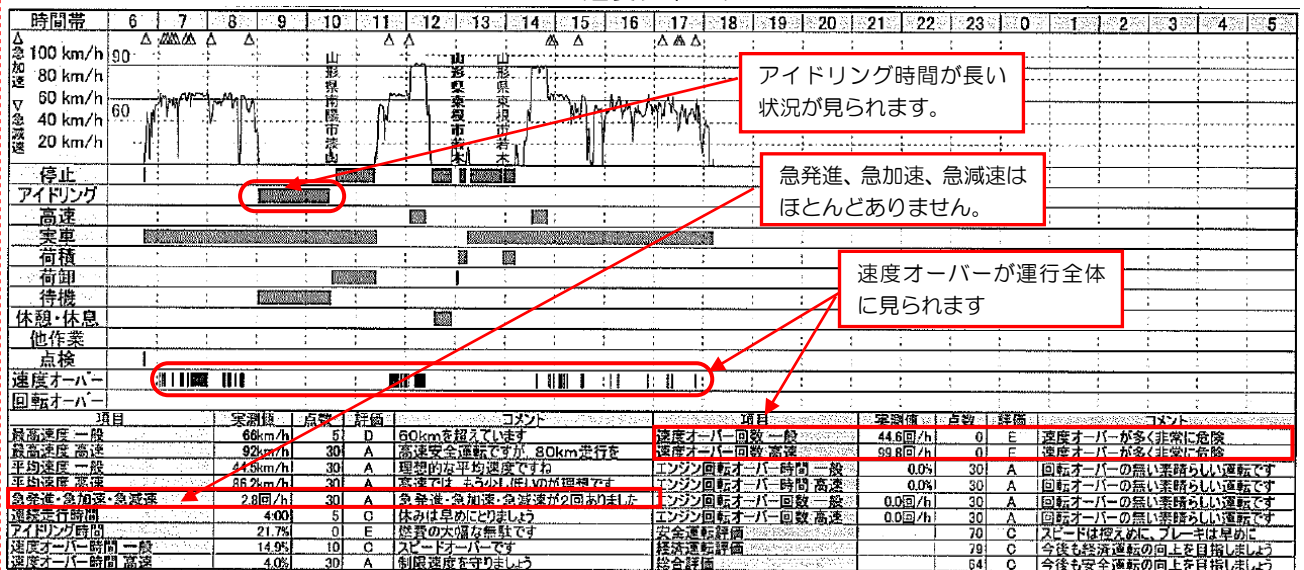 時間帯 6 7 8 9 10 11 12 13 14 15 16 17 18 19 20 21 22 23 0 1 2 3 4 5
急加速
急減速
100 km/h 90
80 km/h
60 km/h 60
40 km/h
20 km/h
山形県東根市若木
アイドリング時間が長い
状況が見られます。
急発進、急加速、急減速は
ほとんどありません。
速度オーバーが運行全体
に見られます
停止
アイドリング
高速
実車
荷積
荷卸
待機
休憩・休息
他作業
点検
速度オーバー
回転オーバー
項目 実測値 点数 評価 コメント 項目 実測値 点数 評価 コメント
最高速度 一般 66km/h 5 D 60kmを超えています 速度オーバー回数 一般 44.6回/h 0 E 速度オーバーが多く非常に危険
最高速度 高速 92km/h 30 A 高速安全運転ですが、80km走行を 速度オーバー回数 高速 99.8回/h 0 E 速度オーバーが多く非常に危険
平均速度 一般 44.5km/h 30 A 理想的な平均速度ですね エンジン回転オーバー時間 一般 0.0% 30 A 回転オーバーの無い素晴らしい運転です
平均速度 高速 86.2km/h 30 A 高速では、もう少し低いのが理想です エンジン回転オーバー時間 高速 0.0% 30 A 回転オーバーの無い素晴らしい運転です
急発進・急加速・急減速 2.8回/h 30 A 急発進・急加速・急減速が2回ありました エンジン回転オーバー回数 一般 0.0回/h 30 A 回転オーバーの無い素晴らしい運転です
連続走行時間 4:00 5 C 休みは早めにとりましょう エンジン回転オーバー回数 高速 0.0回/h 30 A 回転オーバーの無い素晴らしい運転です
アイドリング時間 21.7% 0 E 燃費の大幅な無駄です 安全運転評価 70 C スピードは控えめに、ブレーキは早めに
速度オーバー時間 一般 14.9% 10 C スピードオーバーです 経済運転評価 79 C 今後も経済運転の向上を目指しましょう
速度オーバー時間 高速 4.0% 30 A 制限速度を守りましょう 総合評価 64 C 今後も安全運転の向上を目指しましょう